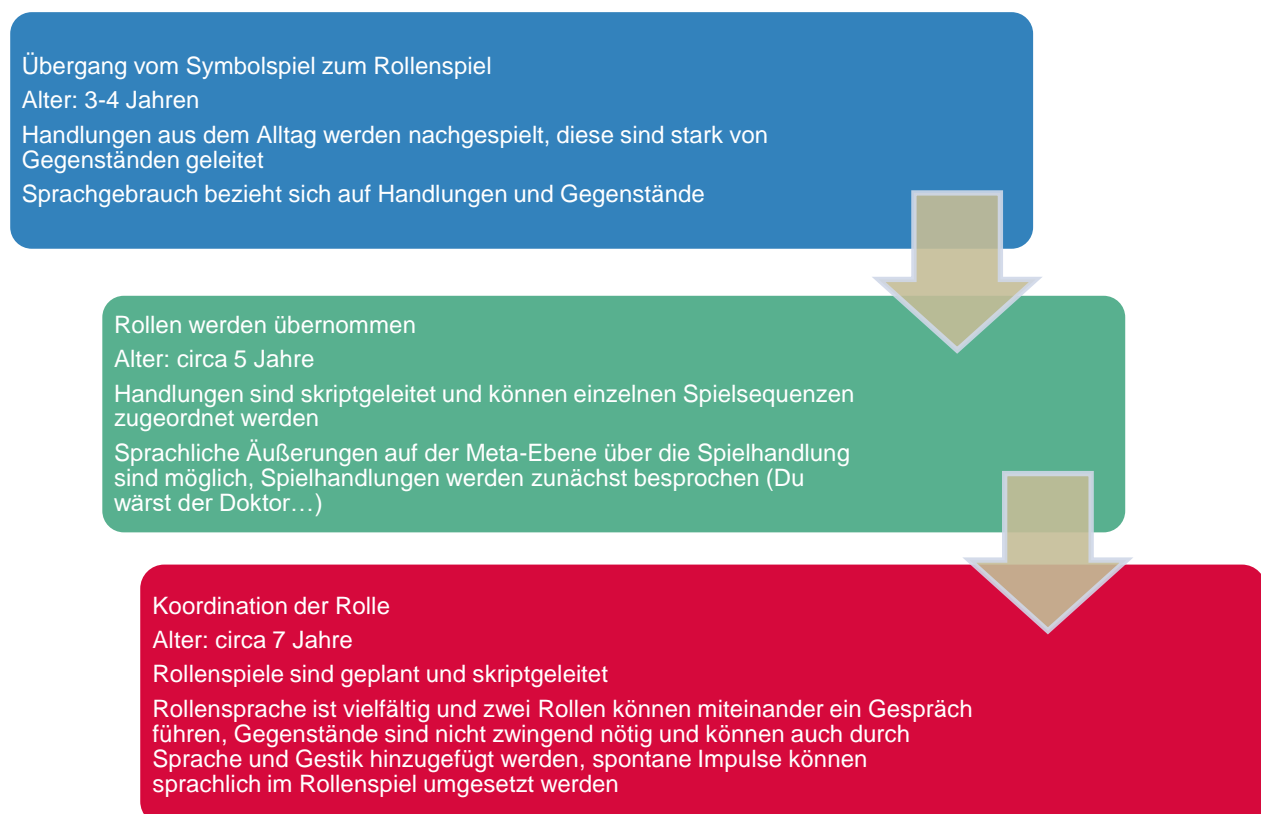 Übergang vom Symbolspiel zum Rollenspiel
Alter: 3-4 Jahren
Handlungen aus dem Alltag werden nachgespielt, diese sind stark von
Gegenständen geleitet
Sprachgebrauch bezieht sich auf Handlungen und Gegenstände
Rollen werden übernommen
Alter: circa 5 Jahre
Handlungen sind skriptgeleitet und können einzelnen Spielsequenzen
zugeordnet werden
Sprachliche Äußerungen auf der Meta-Ebene über die Spielhandlung
sind möglich, Spielhandlungen werden zunächst besprochen (Du
wärst der Doktor…)
Koordination der Rolle
Alter: circa 7 Jahre
Rollenspiele sind geplant und skriptgeleitet
Rollensprache ist vielfältig und zwei Rollen können miteinander ein Gespräch
führen, Gegenstände sind nicht zwingend nötig und können auch durch
Sprache und Gestik hinzugefügt werden, spontane Impulse können
sprachlich im Rollenspiel umgesetzt werden